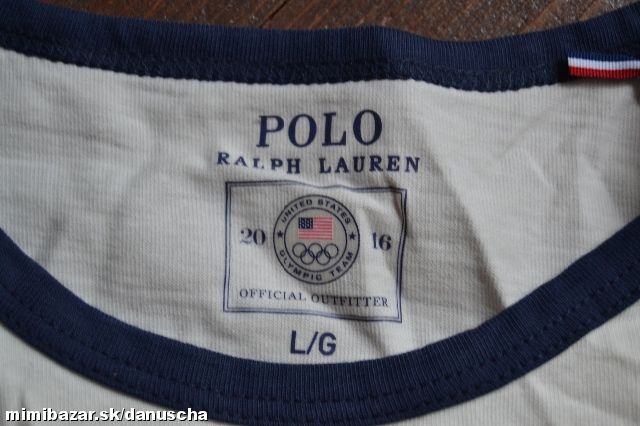 POLO
RALPH LAUREN
UNITED STATES
20 16
OLYMPIC TEAM
OFFICIAL OUTFITTER
L/G
mimibazar.sk/danuscha